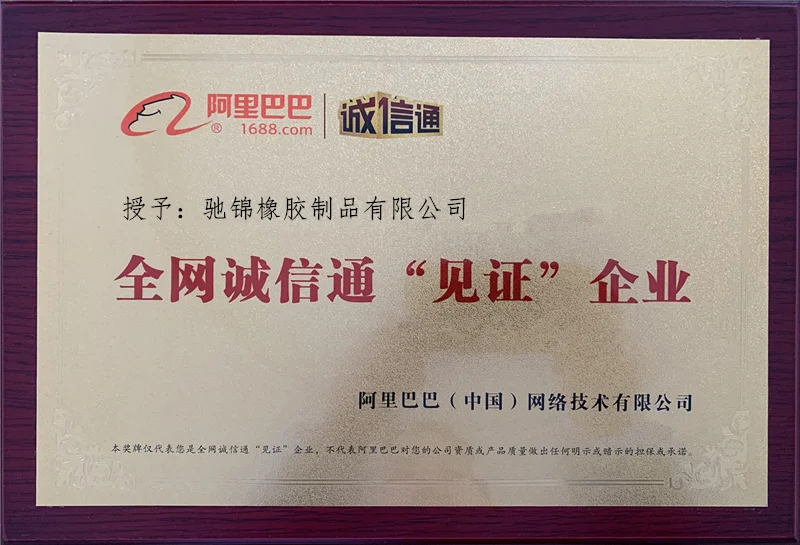 阿里巴巴
® 1688.com
诚信通
授予：驰锦橡胶制品有限公司
全网诚信通“见证”企业
阿里巴巴（中国）网络技术有限公司
本奖牌仅代表您是全网诚信通“见证”企业，不代表阿里巴巴对您的公司资质或产品质量做出任何明示或暗示的担保或承诺。